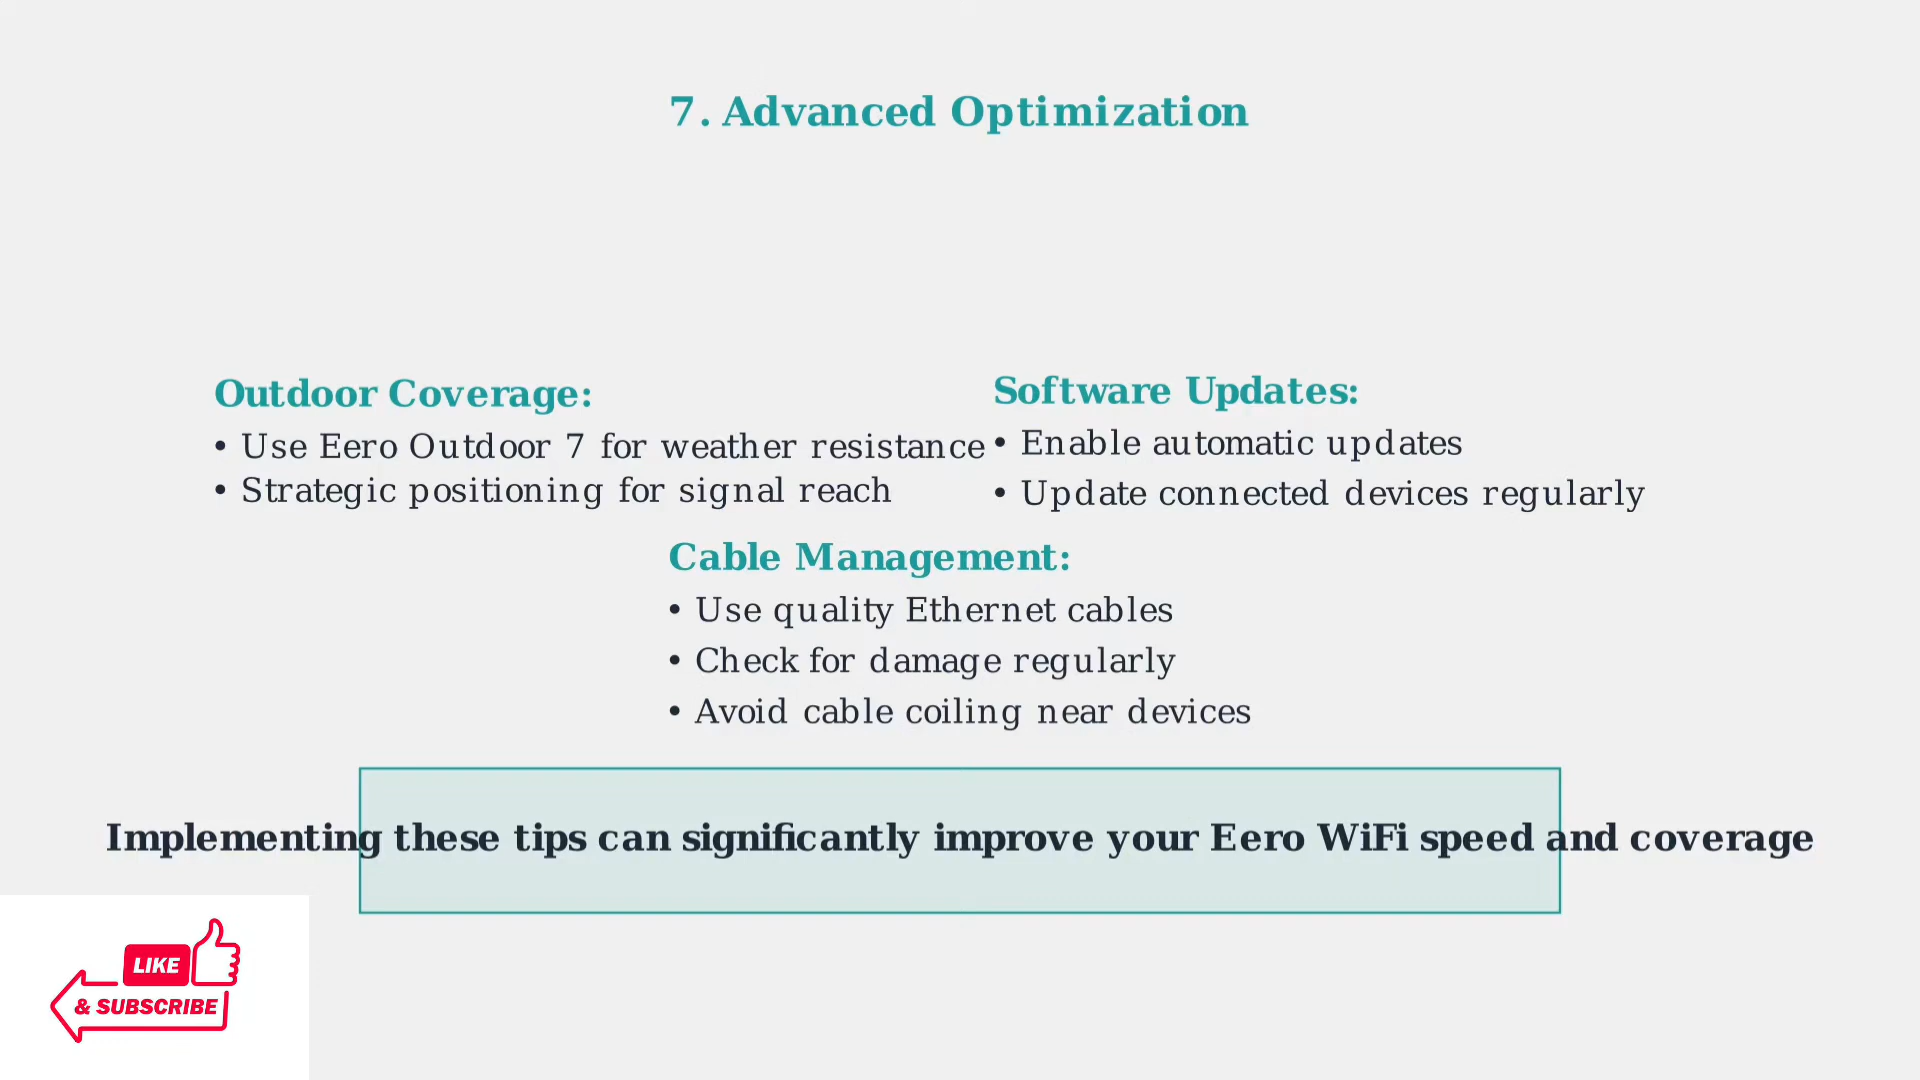 7. Advanced Optimization
Outdoor Coverage:
• Use Eero Outdoor 7 for weather resistance
• Strategic positioning for signal reach
Software Updates:
• Enable automatic updates
• Update connected devices regularly
Cable Management:
• Use quality Ethernet cables
• Check for damage regularly
• Avoid cable coiling near devices
Implementing these tips can significantly improve your Eero WiFi speed and coverage
LIKE
& SUBSCRIBE